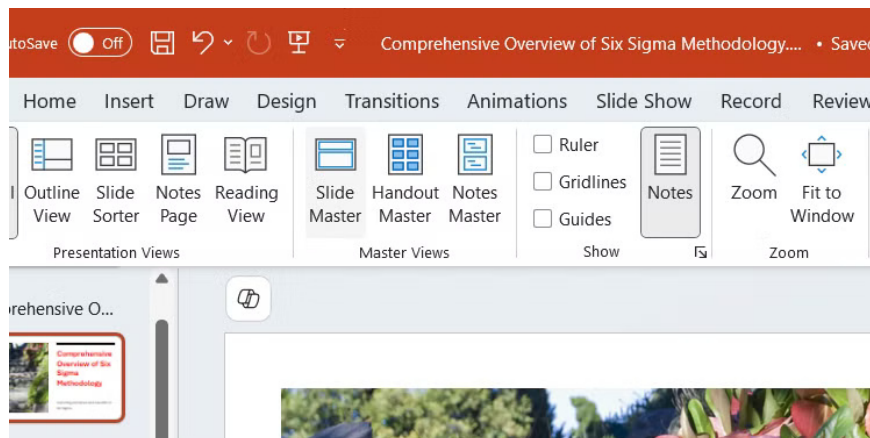 utoSave Off Comprehensive Overview of Six Sigma Methodology.... • Saved
Home Insert Draw Design Transitions Animations Slide Show Record Review
Outline View
Slide Sorter
Notes Page
Reading View
Presentation Views
Slide Master
Handout Master
Notes Master
Master Views
Ruler
Gridlines
Guides
Notes
Show
Zoom
Fit to Window
Zoom
prehensive O...
Comprehensive
Overview of Six
Sigma
Methodology